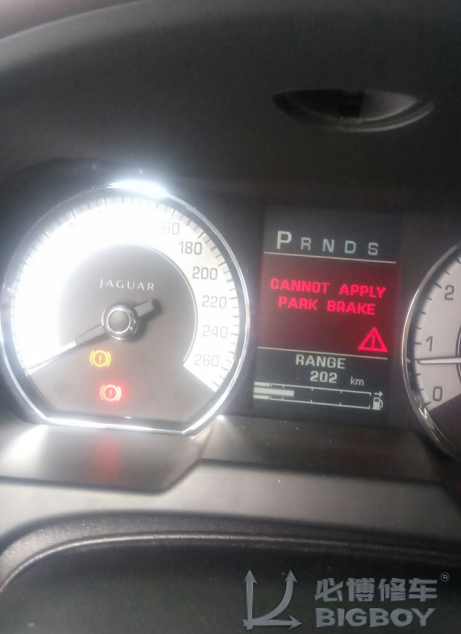 160
180
JAGUAR
200
220
240
260
PRNDS
CANNOT APPLY
PARK BRAKE
RANGE
202 km
2
1
0
必博修车®
BIGBOY